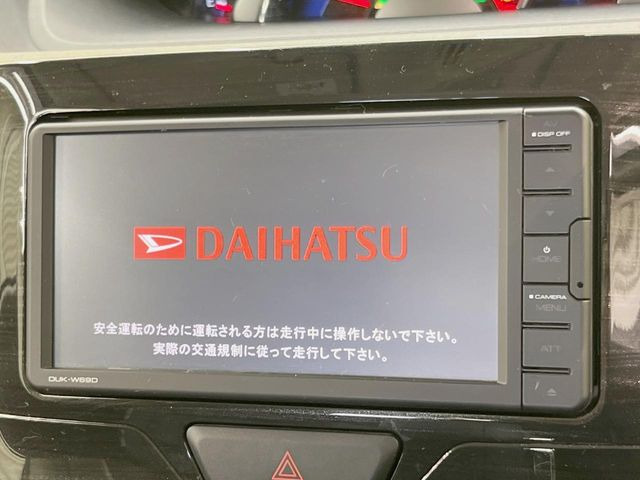 AV
DISP OFF
DAIHATSU
HOME
CAMERA
MENU
安全運転のために運転される方は走行中に操作しないで下さい。
実際の交通規制に従って走行して下さい。
ATT
DUK-W69D